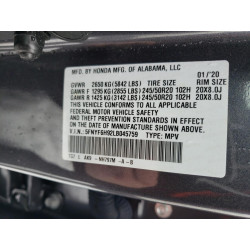 MFD. BY HONDA MFG. OF ALABAMA, LLC 01/20
GVWR 2650 KG (5842 LBS) TIRE SIZE RIM SIZE
GAWR F 1295 KG (2855 LBS) 245/50R20 102H 20X8.0J
GAWR R 1425 KG (3142 LBS) 245/50R20 102H 20X8.0J
THIS VEHICLE CONFORMS TO ALL APPLICABLE
FEDERAL MOTOR VEHICLE SAFETY STANDARDS IN
EFFECT ON THE DATE OF MANUFACTURE SHOWN ABOVE.
V.I.N. 5FNYF6H92LB045759 TYPE: MPV
NH797M -A-B